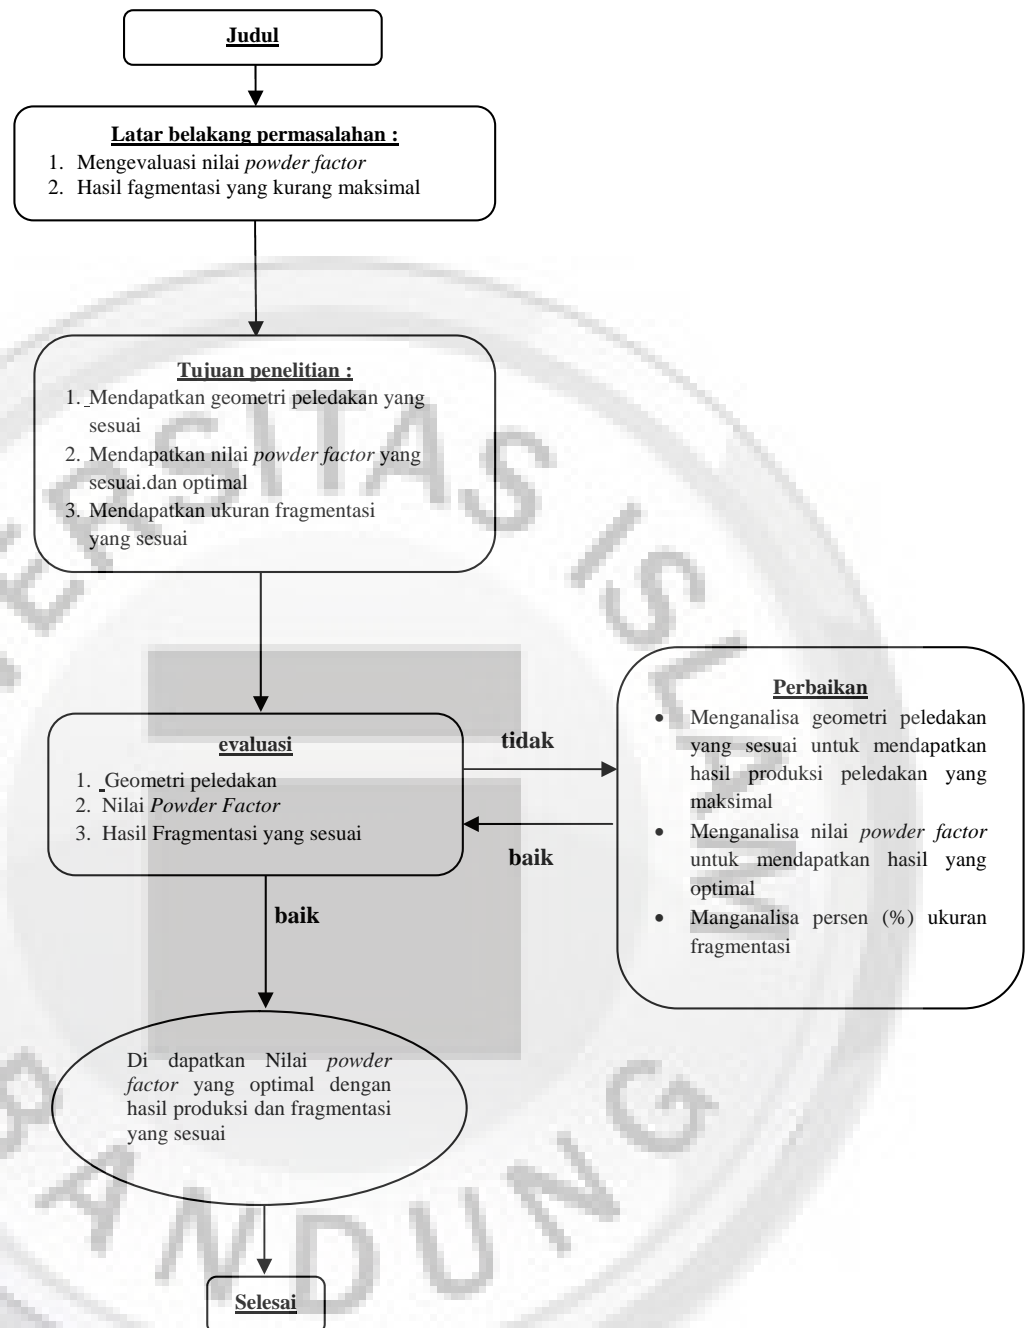 Judul
Latar belakang permasalahan :
1. Mengevaluasi nilai powder factor
2. Hasil fagmentasi yang kurang maksimal
Tujuan penelitian :
1. Mendapatkan geometri peledakan yang
sesuai
2. Mendapatkan nilai powder factor yang
sesuai.dan optimal
3. Mendapatkan ukuran fragmentasi
yang sesuai
evaluasi
1. Geometri peledakan
2. Nilai Powder Factor
3. Hasil Fragmentasi yang sesuai
tidak
baik
Perbaikan
• Menganalisa geometri peledakan
yang sesuai untuk mendapatkan
hasil produksi peledakan yang
maksimal
• Menganalisa nilai powder factor
untuk mendapatkan hasil yang
optimal
• Manganalisa persen (%) ukuran
fragmentasi
baik
Di dapatkan Nilai powder
factor yang optimal dengan
hasil produksi dan fragmentasi
yang sesuai
Selesai
ERSITAS ISLAM
BANDUNG